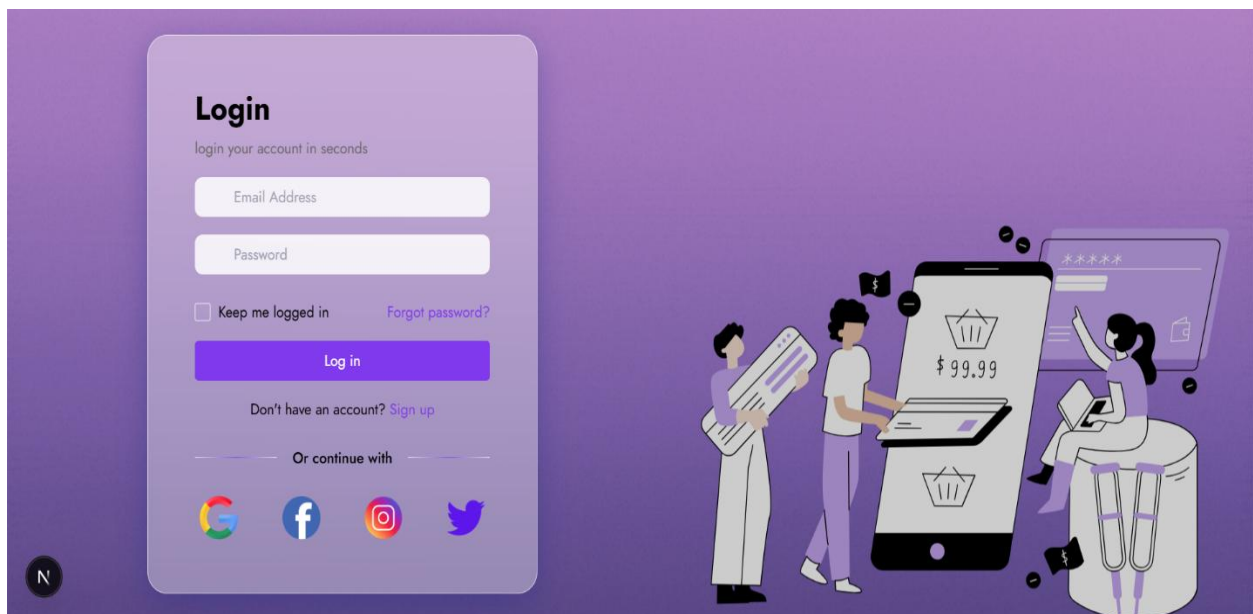 Login
login your account in seconds
Email Address
Password
Keep me logged in Forgot password?
Log in
Don't have an account? Sign up
Or continue with
N
$
*****
$ 99.99
$